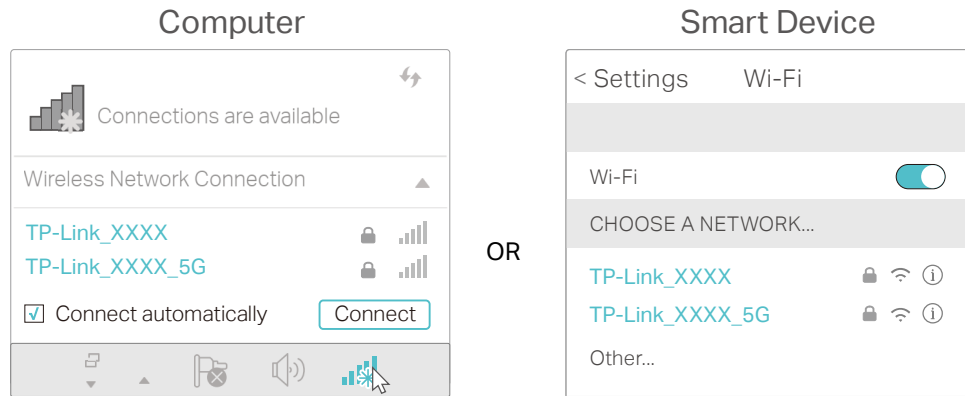 Computer
Connections are available
Wireless Network Connection
TP-Link_XXXX
TP-Link_XXXX_5G
Connect automatically
Connect
OR
Smart Device
< Settings Wi-Fi
Wi-Fi
CHOOSE A NETWORK...
TP-Link_XXXX
TP-Link_XXXX_5G
Other...